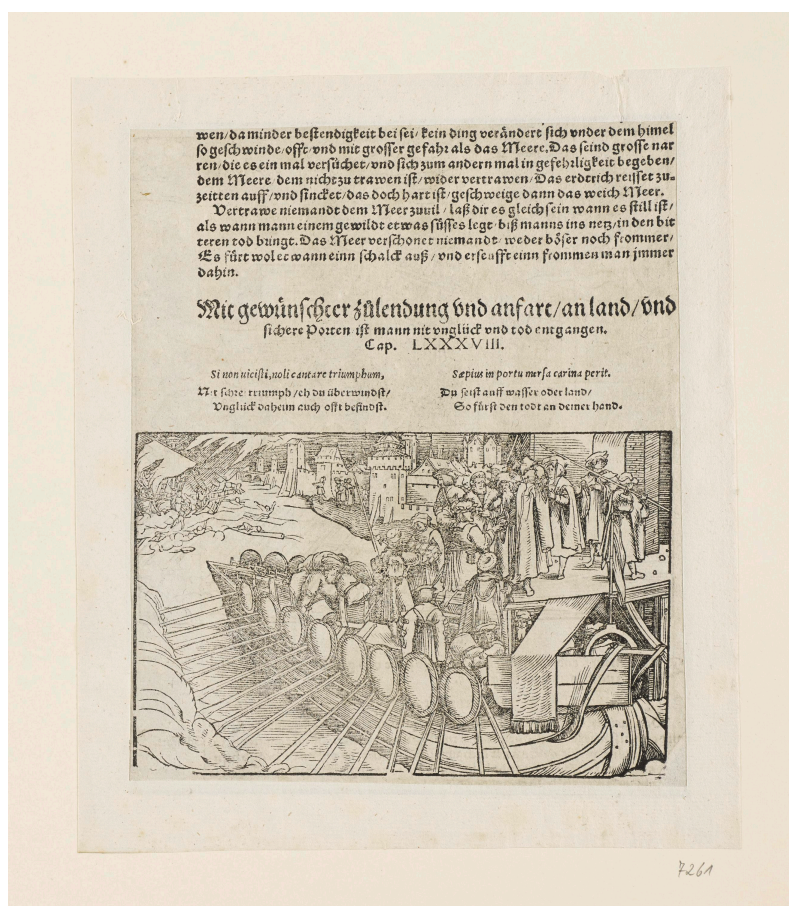 wen/da minder bestendigkeit bei sei/ kein ding verändert sich vnder dem himel
so geschwinde/offt/vnd mit grosser gefahr als das Meere. Das seind grosse nar
ren/die es ein mal versůchet/vnd sich zum andern mal in gefehrligkeit begeben/
dem Meere/dem nicht zu trawen ist/wider vertrawen/Das erdtrich reisset zu-
zeitten auff/vnd sincket/das doch hart ist/geschweige dann das weich Meer.
Vertrawe niemandt dem Meer zuuil/laß dir es gleich sein wann es still ist/
als wann mann einem gewildt etwas süsses legt/biß manns ins netz/in den bit
teren tod bringt. Das Meer verschonet niemandt/weder böser noch frommer/
Es fürt wol etwann einn schalck auß/vnd erseufft einn frommen man jmmer
dahin.
Mit gewünschter zůlendung vnd anfart/an land/vnd
sichere Porten ist mann nit vnglück vnd tod entgangen.
Cap. LXXXVIII.
Si non uicisti, noli cantare triumphum,
Nit schrei triumph/eh du überwindst/
Vnglück daheim auch offt befindst.
Sæpius in portu mersa carina perit.
Du seist auff wasser oder land/
So fürst den todt an deiner hand.
7261